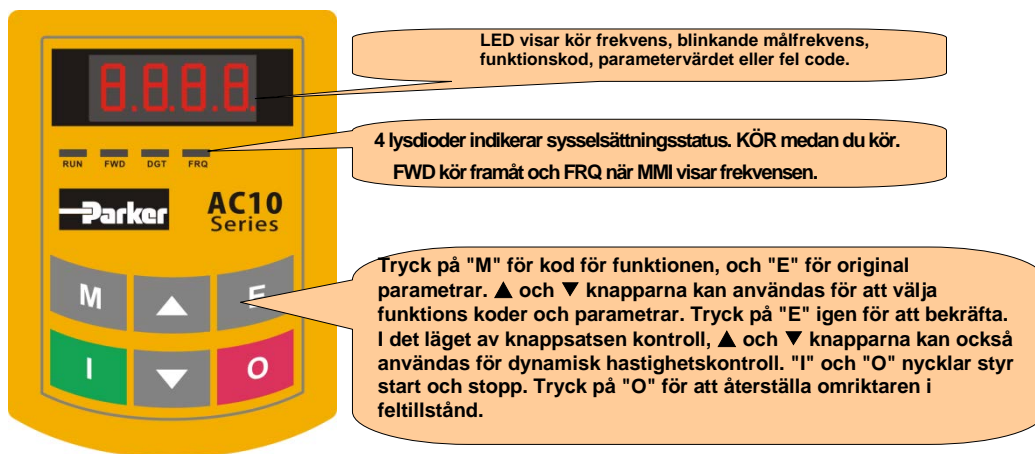 LED visar kör frekvens, blinkande målfrekvens,
funktionskod, parametervärdet eller fel code.
8.8.8.8.
4 lysdioder indikerar sysselsättningsstatus. KÖR medan du kör.
FWD kör framåt och FRQ när MMI visar frekvensen.
RUN FWD DGT FRQ
Parker AC10
Series
Tryck på "M" för kod för funktionen, och "E" för original
parametrar. ▲ och ▼ knapparna kan användas för att välja
funktions koder och parametrar. Tryck på "E" igen för att bekräfta.
I det läget av knappsatsen kontroll, ▲ och ▼ knapparna kan också
användas för dynamisk hastighetskontroll. "I" och "O" nycklar styr
start och stopp. Tryck på "O" för att återställa omriktaren i
feltillstånd.
M ▲ E
I ▼ O